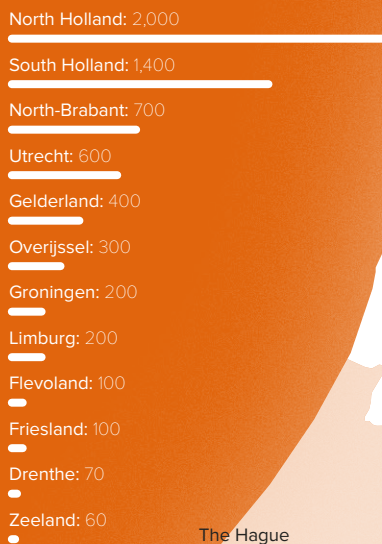 North Holland: 2,000
South Holland: 1,400
North-Brabant: 700
Utrecht: 600
Gelderland: 400
Overijssel: 300
Groningen: 200
Limburg: 200
Flevoland: 100
Friesland: 100
Drenthe: 70
Zeeland: 60
The Hague